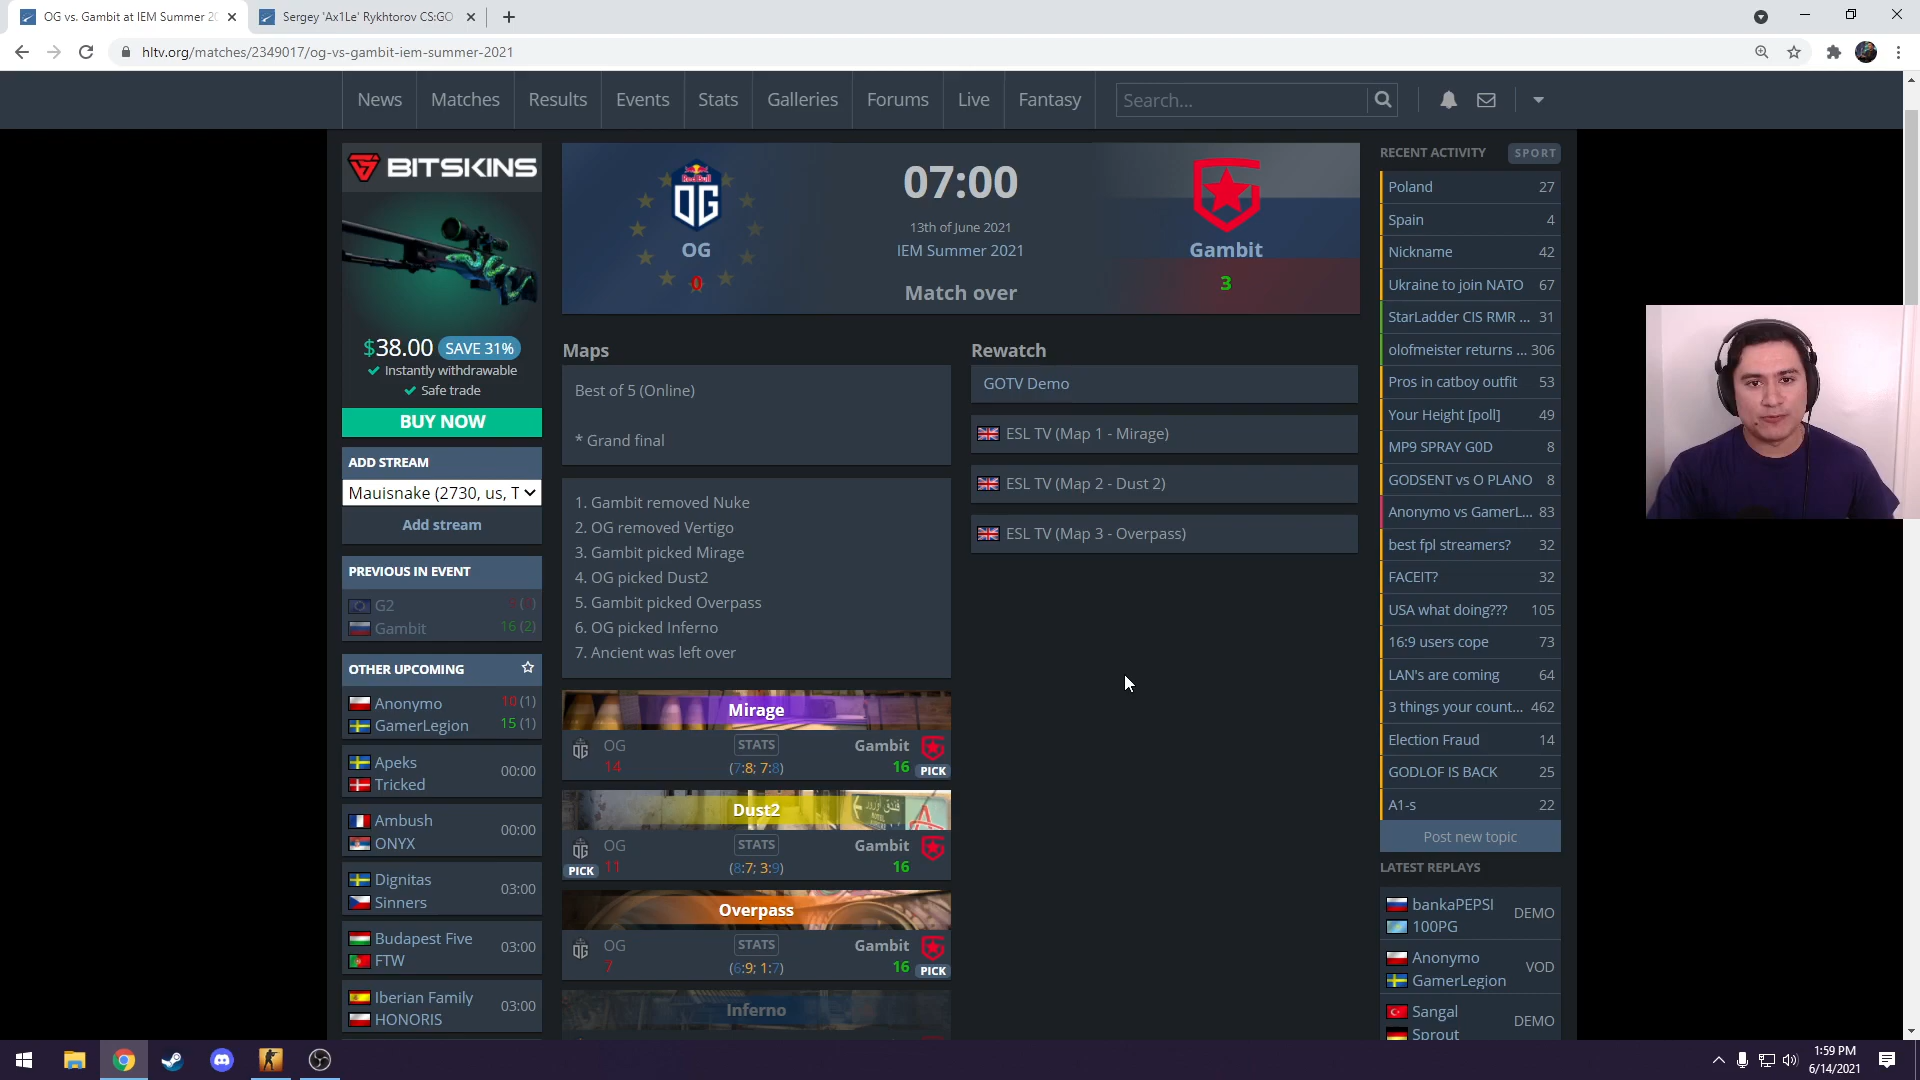 OG vs. Gambit at IEM Summer 20
Sergey 'Ax1Le' Rykhtorov CS:GO
hltv.org/matches/2349017/og-vs-gambit-iem-summer-2021
News
Matches
Results
Events
Stats
Galleries
Forums
Live
Fantasy
Search...
BITSKINS
$38.00 SAVE 31%
Instantly withdrawable
Safe trade
BUY NOW
ADD STREAM
Mauisnake (2730, us, T
Add stream
PREVIOUS IN EVENT
G2
Gambit 16 (2)
OTHER UPCOMING
Anonymo 10 (1)
GamerLegion 15 (1)
Apeks
Tricked
00:00
Ambush
ONYX
00:00
Dignitas
Sinners
03:00
Budapest Five
FTW
03:00
Iberian Family
HONORIS
03:00
Red Bull
OG
OG
0
07:00
13th of June 2021
IEM Summer 2021
Match over
Gambit
3
Maps
Best of 5 (Online)
* Grand final
1. Gambit removed Nuke
2. OG removed Vertigo
3. Gambit picked Mirage
4. OG picked Dust2
5. Gambit picked Overpass
6. OG picked Inferno
7. Ancient was left over
Mirage
OG
OG
14
STATS
(7:8; 7:8)
Gambit
16
PICK
Dust2
OG
OG
PICK
11
STATS
(8:7; 3:9)
Gambit
16
Overpass
OG
OG
7
STATS
(6:9; 1:7)
Gambit
16
PICK
Inferno
Rewatch
GOTV Demo
ESL TV (Map 1 - Mirage)
ESL TV (Map 2 - Dust 2)
ESL TV (Map 3 - Overpass)
RECENT ACTIVITY SPORT
Poland 27
Spain 4
Nickname 42
Ukraine to join NATO 67
StarLadder CIS RMR ... 31
olofmeister returns ... 306
Pros in catboy outfit 53
Your Height [poll] 49
MP9 SPRAY G0D 8
GODSENT vs O PLANO 8
Anonymo vs GamerL... 83
best fpl streamers? 32
FACEIT? 32
USA what doing??? 105
16:9 users cope 73
LAN's are coming 64
3 things your count... 462
Election Fraud 14
GODLOF IS BACK 25
A1-s 22
Post new topic
LATEST REPLAYS
bankaPEPSI
100PG
DEMO
Anonymo
GamerLegion
VOD
Sangal
Sprout
DEMO
1:59 PM
6/14/2021